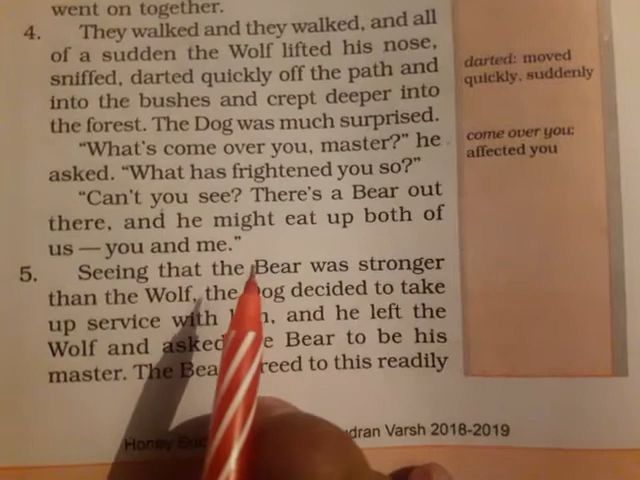 went on together.
4. They walked and they walked, and all
of a sudden the Wolf lifted his nose,
sniffed, darted quickly off the path and
into the bushes and crept deeper into
the forest. The Dog was much surprised.
"What's come over you, master?" he
asked. "What has frightened you so?"
"Can't you see? There's a Bear out
there, and he might eat up both of
us — you and me."
5. Seeing that the Bear was stronger
than the Wolf, the Dog decided to take
up service with, and he left the
Wolf and asked Bear to be his
master. The to this readily
darted: moved
quickly, suddenly
come over you:
affected you
Honey
Varsh 2018-2019